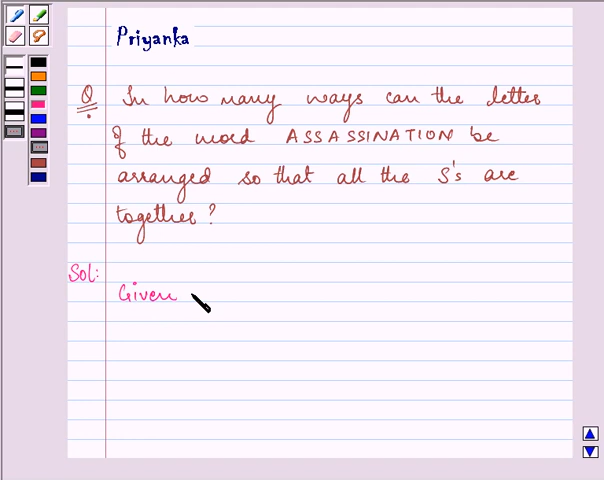 Priyanka
Q. In how many ways can the letter
of the word ASSASSINATION be
arranged so that all the S's are
together?
Sol:
Given